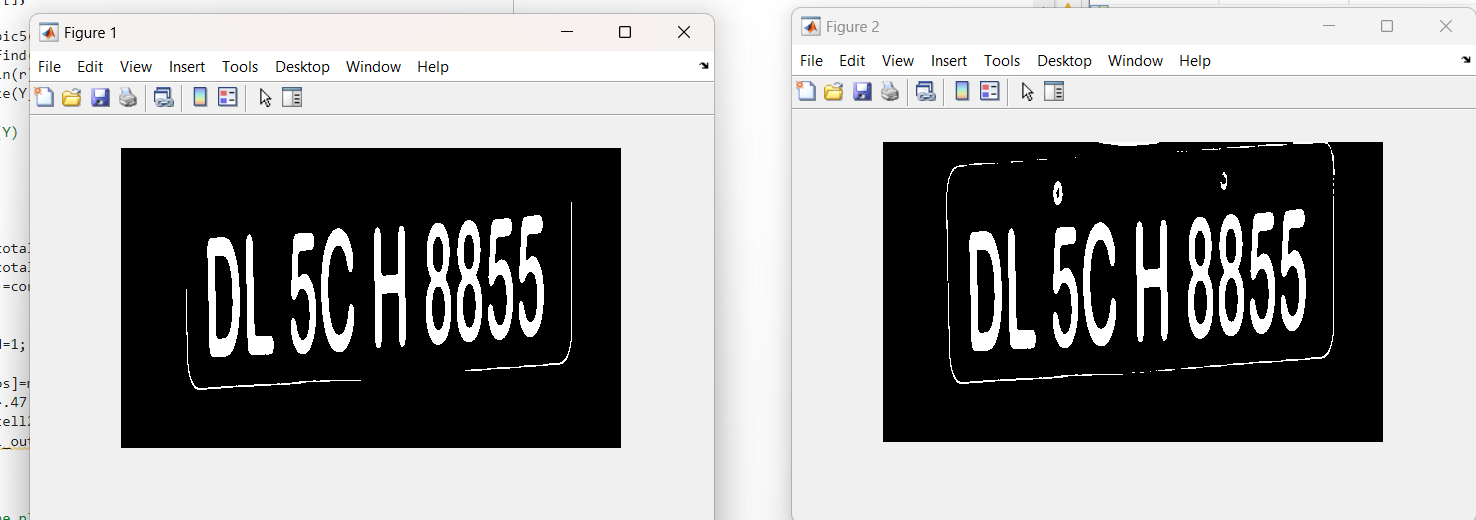 Figure 1
File Edit View Insert Tools Desktop Window Help
DL 5C H 8855
Figure 2
File Edit View Insert Tools Desktop Window Help
DL 5C H 8855